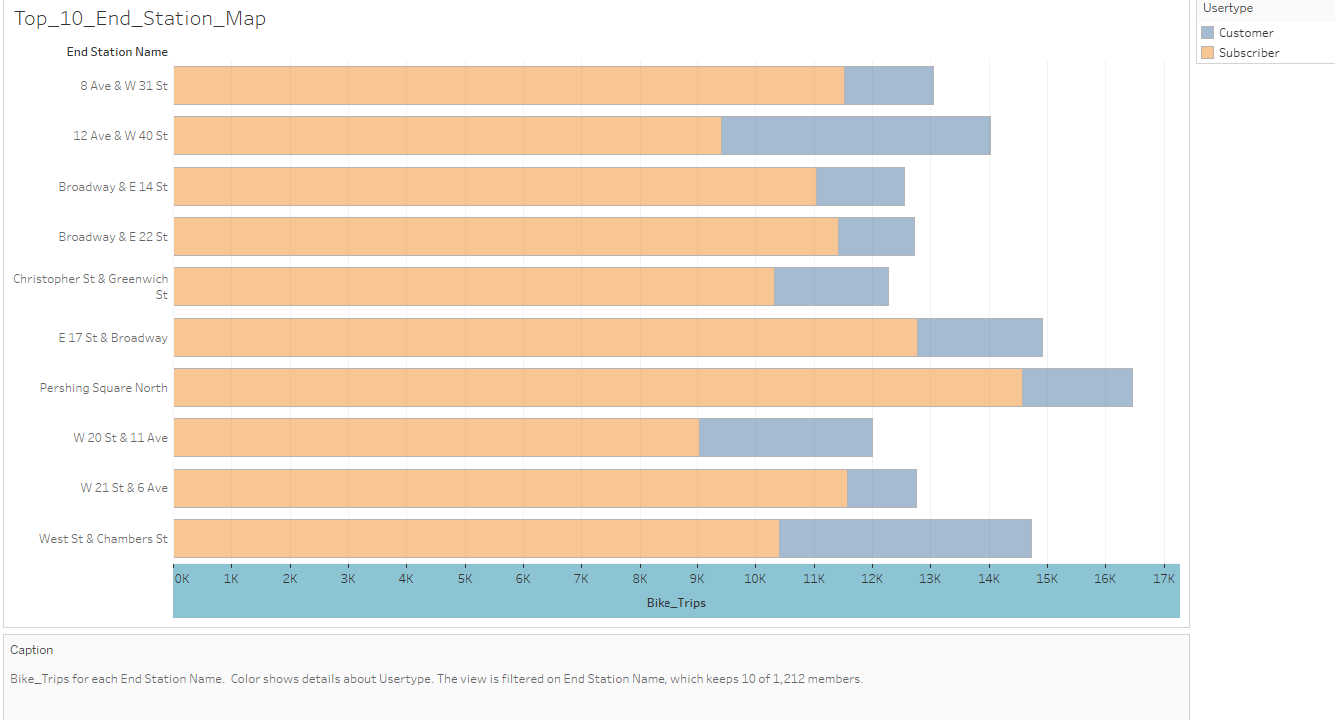 Top_10_End_Station_Map
Usertype
Customer
Subscriber
End Station Name
8 Ave & W 31 St
12 Ave & W 40 St
Broadway & E 14 St
Broadway & E 22 St
Christopher St & Greenwich
St
E 17 St & Broadway
Pershing Square North
W 20 St & 11 Ave
W 21 St & 6 Ave
West St & Chambers St
0K 1K 2K 3K 4K 5K 6K 7K 8K 9K 10K 11K 12K 13K 14K 15K 16K 17K
Bike_Trips
Caption
Bike_Trips for each End Station Name.  Color shows details about Usertype. The view is filtered on End Station Name, which keeps 10 of 1,212 members.